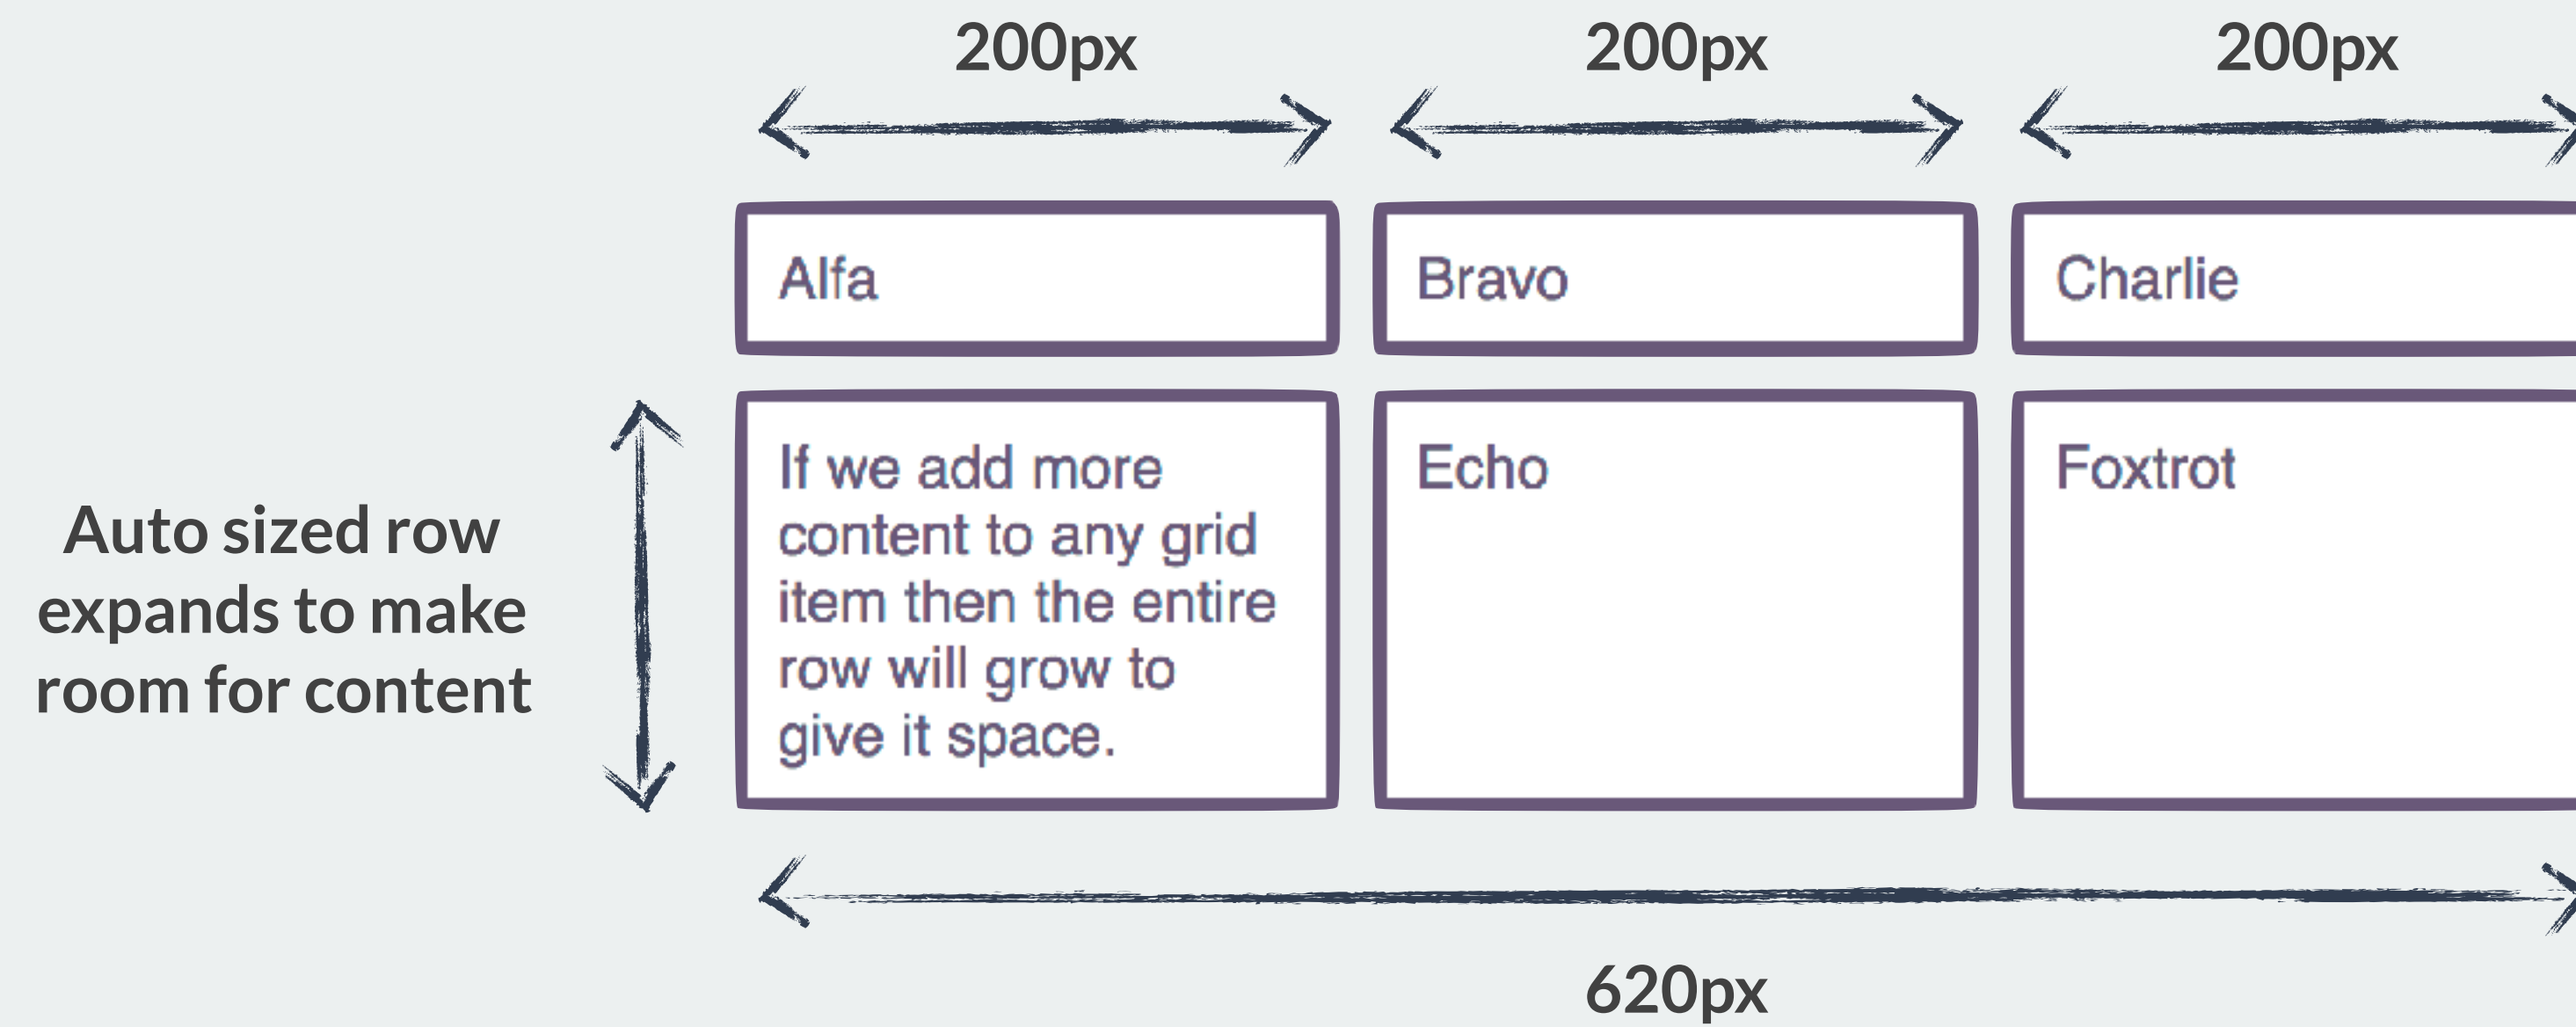 200px
200px
200px
Alfa
Bravo
Charlie
Auto sized row
expands to make
room for content
If we add more
content to any grid
item then the entire
row will grow to
give it space.
Echo
Foxtrot
620px